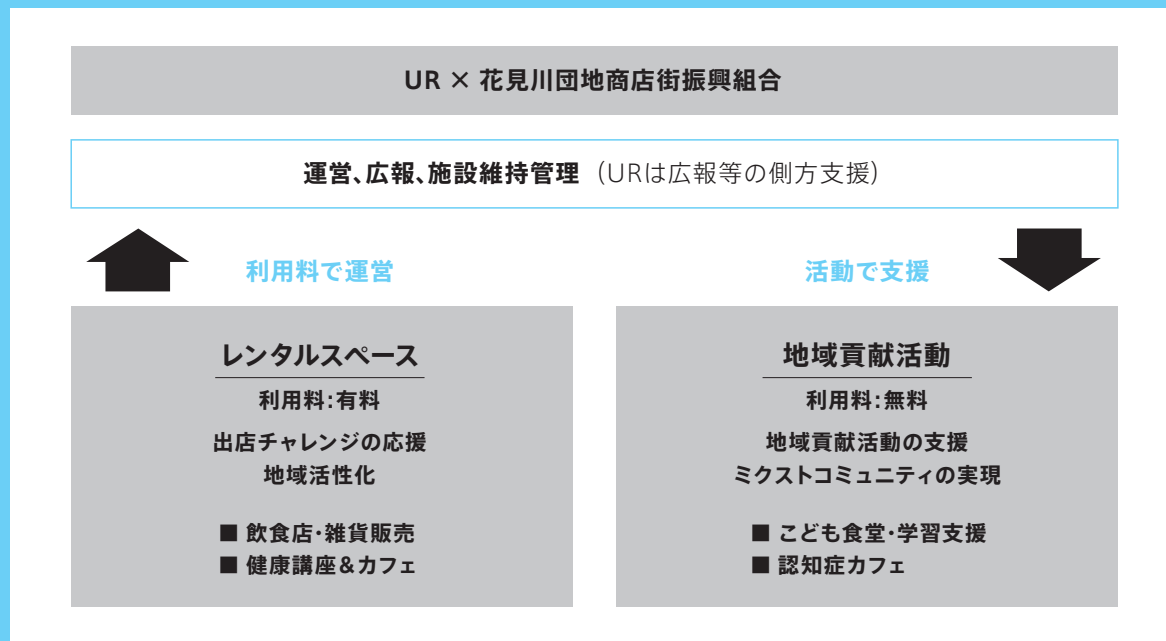 UR × 花見川団地商店街振興組合
運営、広報、施設維持管理（URは広報等の側方支援）
利用料で運営
活動で支援
レンタルスペース
利用料：有料
出店チャレンジの応援
地域活性化
■ 飲食店・雑貨販売
■ 健康講座&カフェ
地域貢献活動
利用料：無料
地域貢献活動の支援
ミクストコミュニティの実現
■ こども食堂・学習支援
■ 認知症カフェ